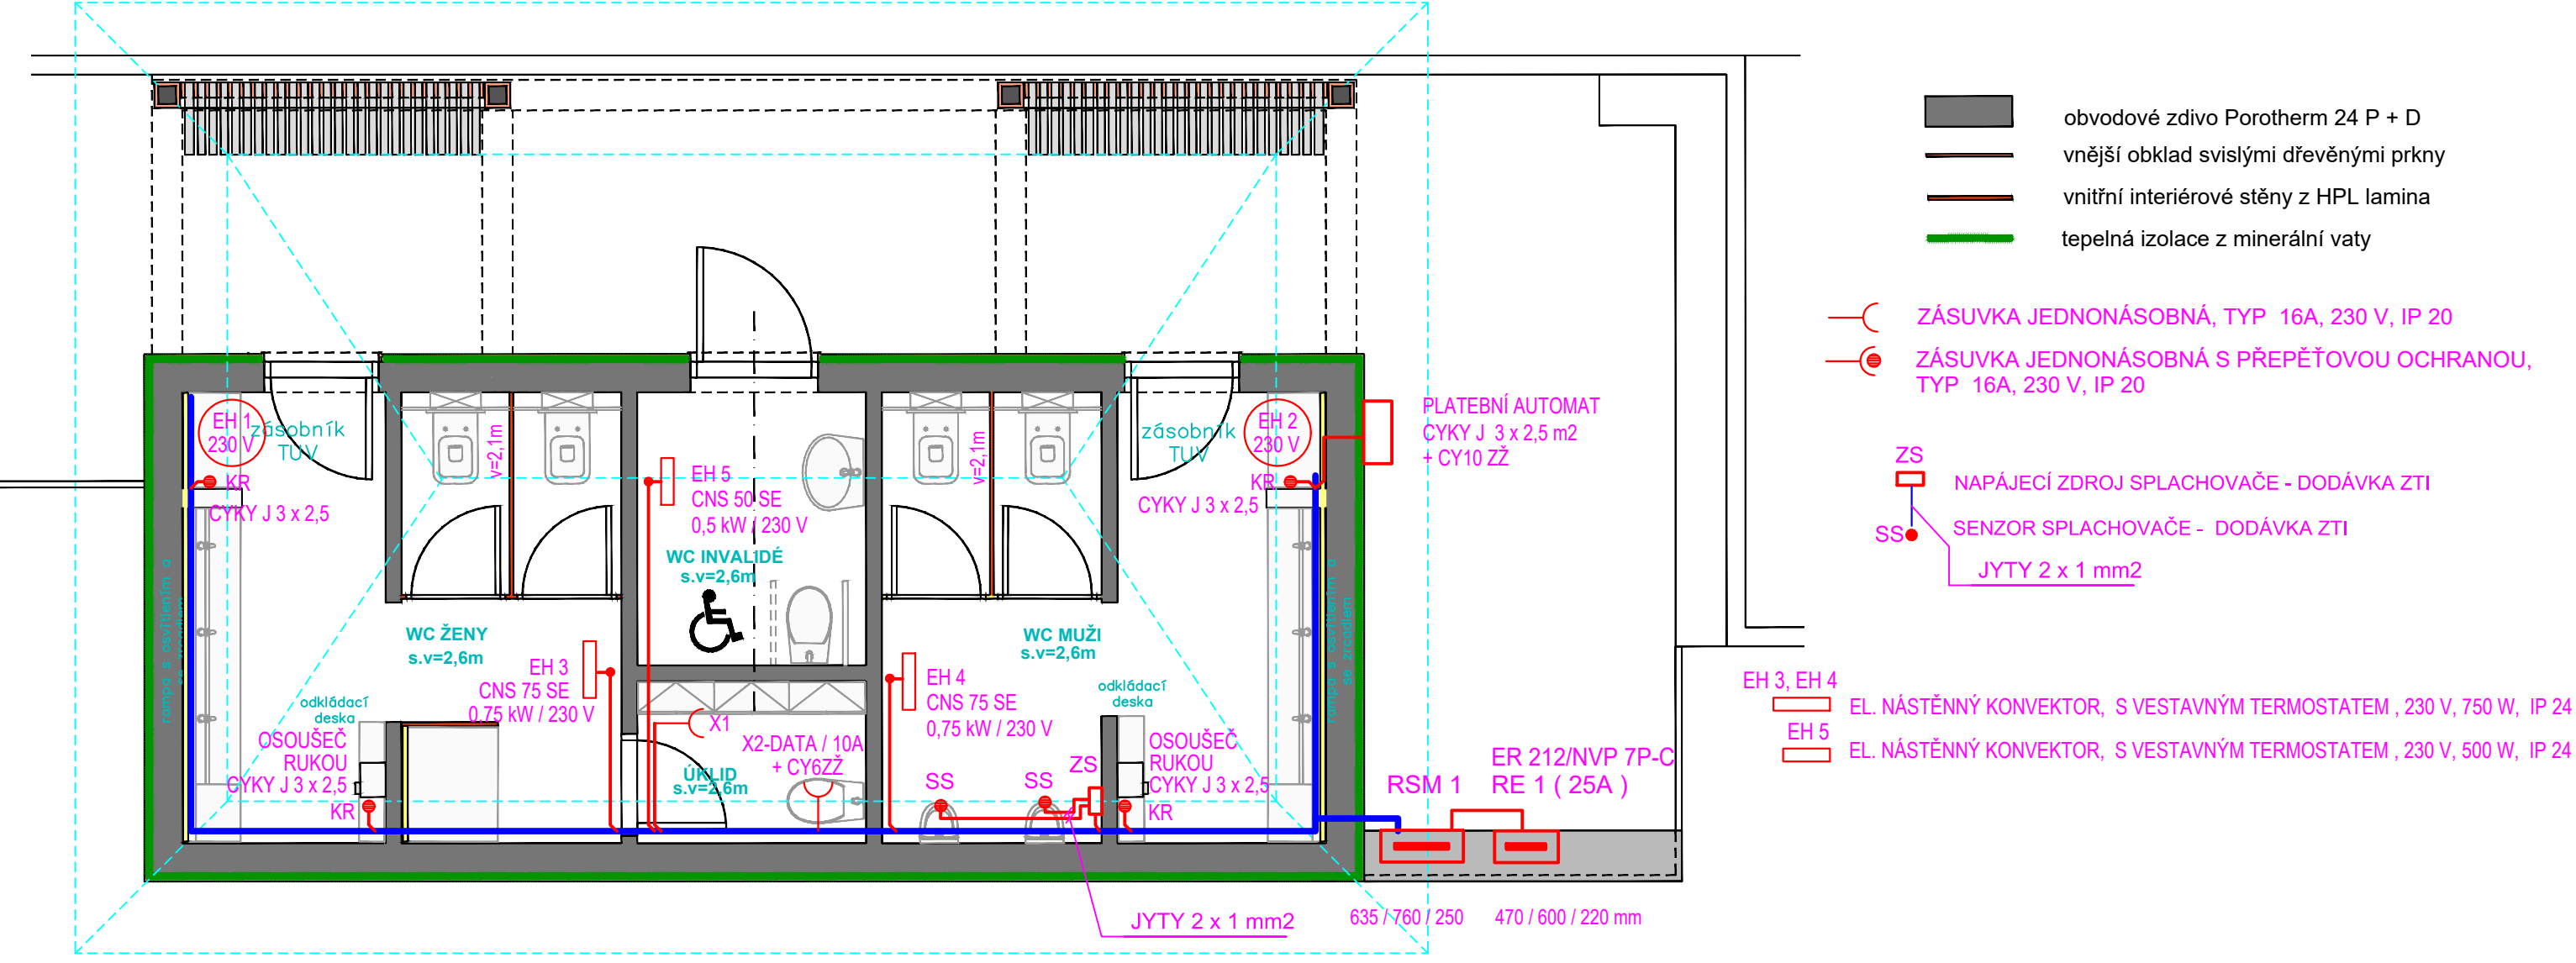 obvodové zdivo Porotherm 24 P + D
vnější obklad svislými dřevěnými prkny
vnitřní interiérové stěny z HPL lamina
tepelná izolace z minerální vaty
ZÁSUVKA JEDNONÁSOBNÁ, TYP 16A, 230 V, IP 20
ZÁSUVKA JEDNONÁSOBNÁ S PŘEPĚŤOVOU OCHRANOU,
TYP 16A, 230 V, IP 20
ZS
NAPÁJECÍ ZDROJ SPLACHOVAČE - DODÁVKA ZTI
SS
SENZOR SPLACHOVAČE - DODÁVKA ZTI
JYTY 2 x 1 mm2
EH 3, EH 4
EL. NÁSTĚNNÝ KONVEKTOR, S VESTAVNÝM TERMOSTATEM , 230 V, 750 W, IP 24
EH 5
EL. NÁSTĚNNÝ KONVEKTOR, S VESTAVNÝM TERMOSTATEM , 230 V, 500 W, IP 24
EH 1
230 V
zásobník
TUV
KR
CYKY J 3 x 2,5
rampa s osvítlením a
se zrcadlem
v=2,1m
WC ŽENY
s.v=2,6m
EH 3
CNS 75 SE
0,75 kW / 230 V
odkládací
deska
OSOUŠEČ
RUKOU
CYKY J 3 x 2,5
KR
EH 5
CNS 50 SE
0,5 kW / 230 V
WC INVALIDÉ
s.v=2,6m
X1
X2-DATA / 10A
+ CY6ZŽ
ÚKLID
s.v=2,6m
v=2,1m
WC MUŽI
s.v=2,6m
EH 4
CNS 75 SE
0,75 kW / 230 V
SS
SS
ZS
zásobník
TUV
EH 2
230 V
KR
CYKY J 3 x 2,5
rampa s osvítlením a
se zrcadlem
odkládací
deska
OSOUŠEČ
RUKOU
CYKY J 3 x 2,5
KR
PLATEBNÍ AUTOMAT
CYKY J 3 x 2,5 m2
+ CY10 ZŽ
RSM 1
ER 212/NVP 7P-C
RE 1 ( 25A )
635 / 760 / 250
470 / 600 / 220 mm
JYTY 2 x 1 mm2